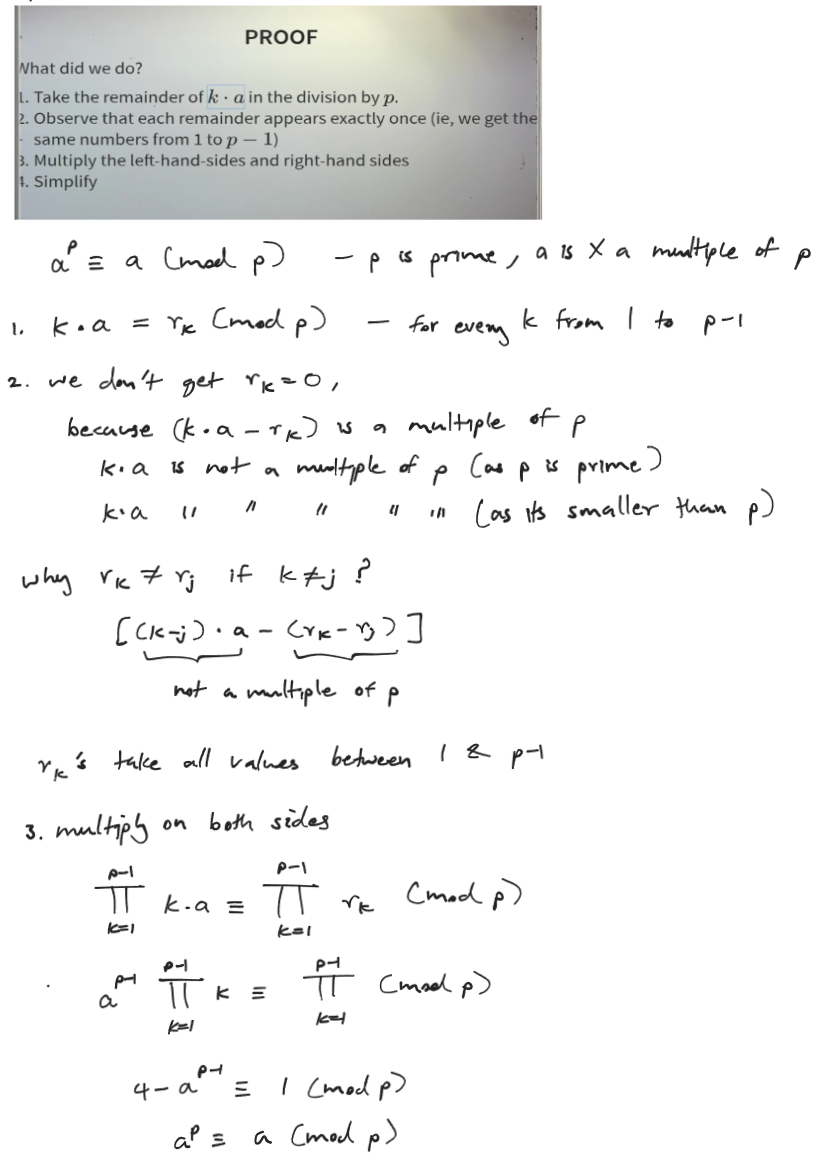 PROOF
What did we do?
1. Take the remainder of k · a in the division by p.
2. Observe that each remainder appears exactly once (ie, we get the
same numbers from 1 to p − 1)
3. Multiply the left-hand-sides and right-hand sides
4. Simplify
a^p ≡ a (mod p) – p is prime, a is X a multiple of p
1. k·a = r_k (mod p) – for every k from 1 to p-1
2. we don't get r_k = 0,
because (k·a - r_k) is a multiple of p
k·a is not a multiple of p (as p is prime)
k·a " " " " " (as its smaller than p)
why r_k ≠ r_j if k ≠ j ?
[(k-j)·a - (r_k - r_j)]
not a multiple of p
r_k's take all values between 1 & p-1
3. multiply on both sides
∏_{k=1}^{p-1} k·a ≡ ∏_{k=1}^{p-1} r_k (mod p)
a^{p-1} ∏_{k=1}^{p-1} k ≡ ∏_{k=1}^{p-1} (mod p)
4 – a^{p-1} ≡ 1 (mod p)
a^p ≡ a (mod p)